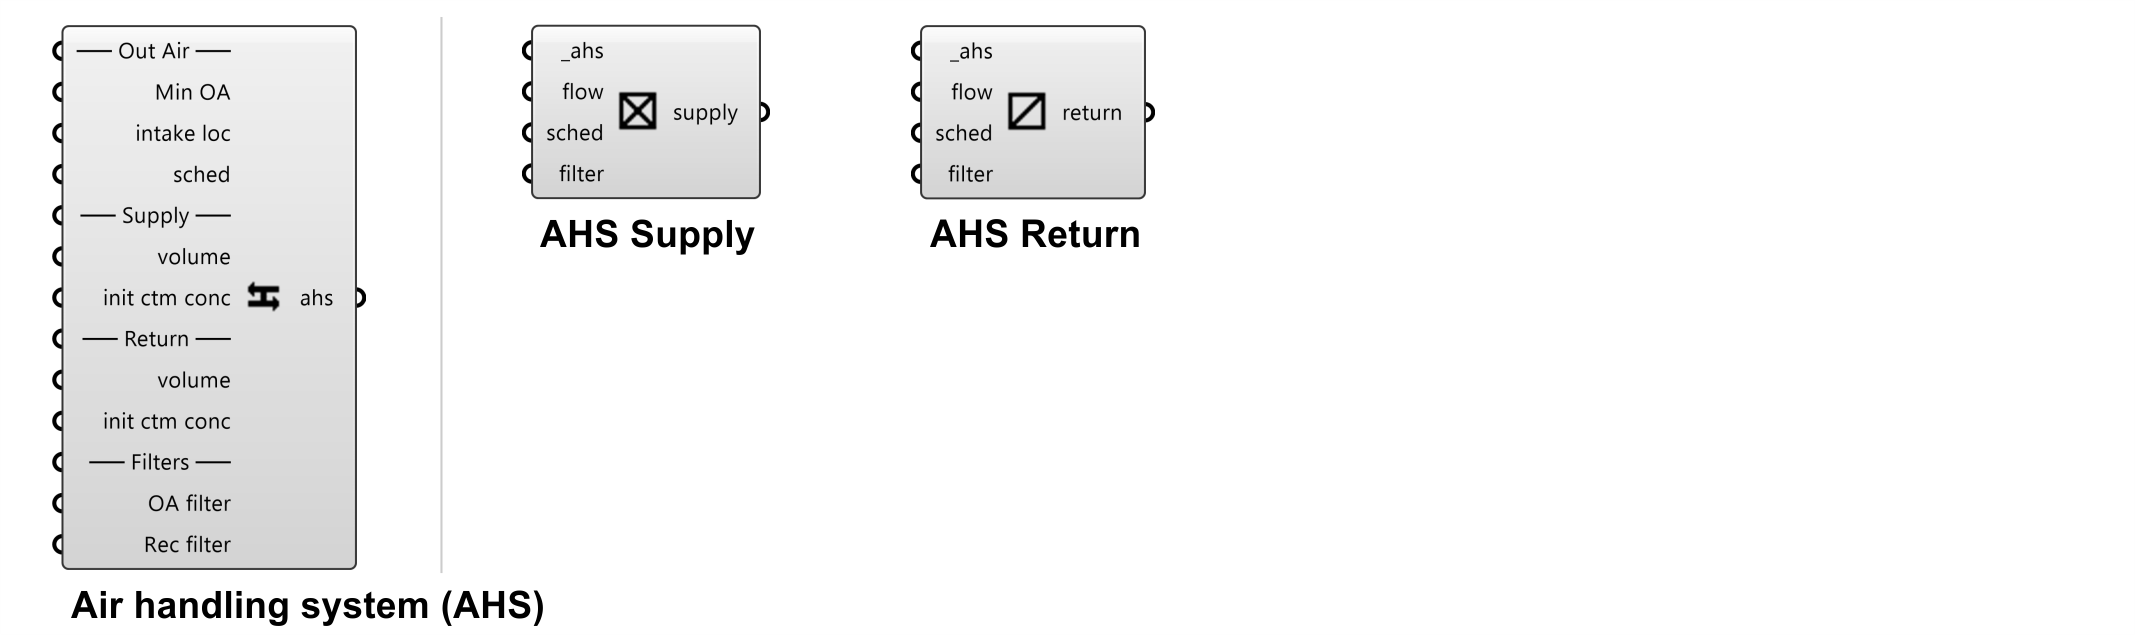 Out Air
Min OA
intake loc
sched
Supply
volume
init ctm conc
ahs
Return
volume
init ctm conc
Filters
OA filter
Rec filter
Air handling system (AHS)
_ahs
flow
sched
filter
supply
AHS Supply
_ahs
flow
sched
filter
return
AHS Return